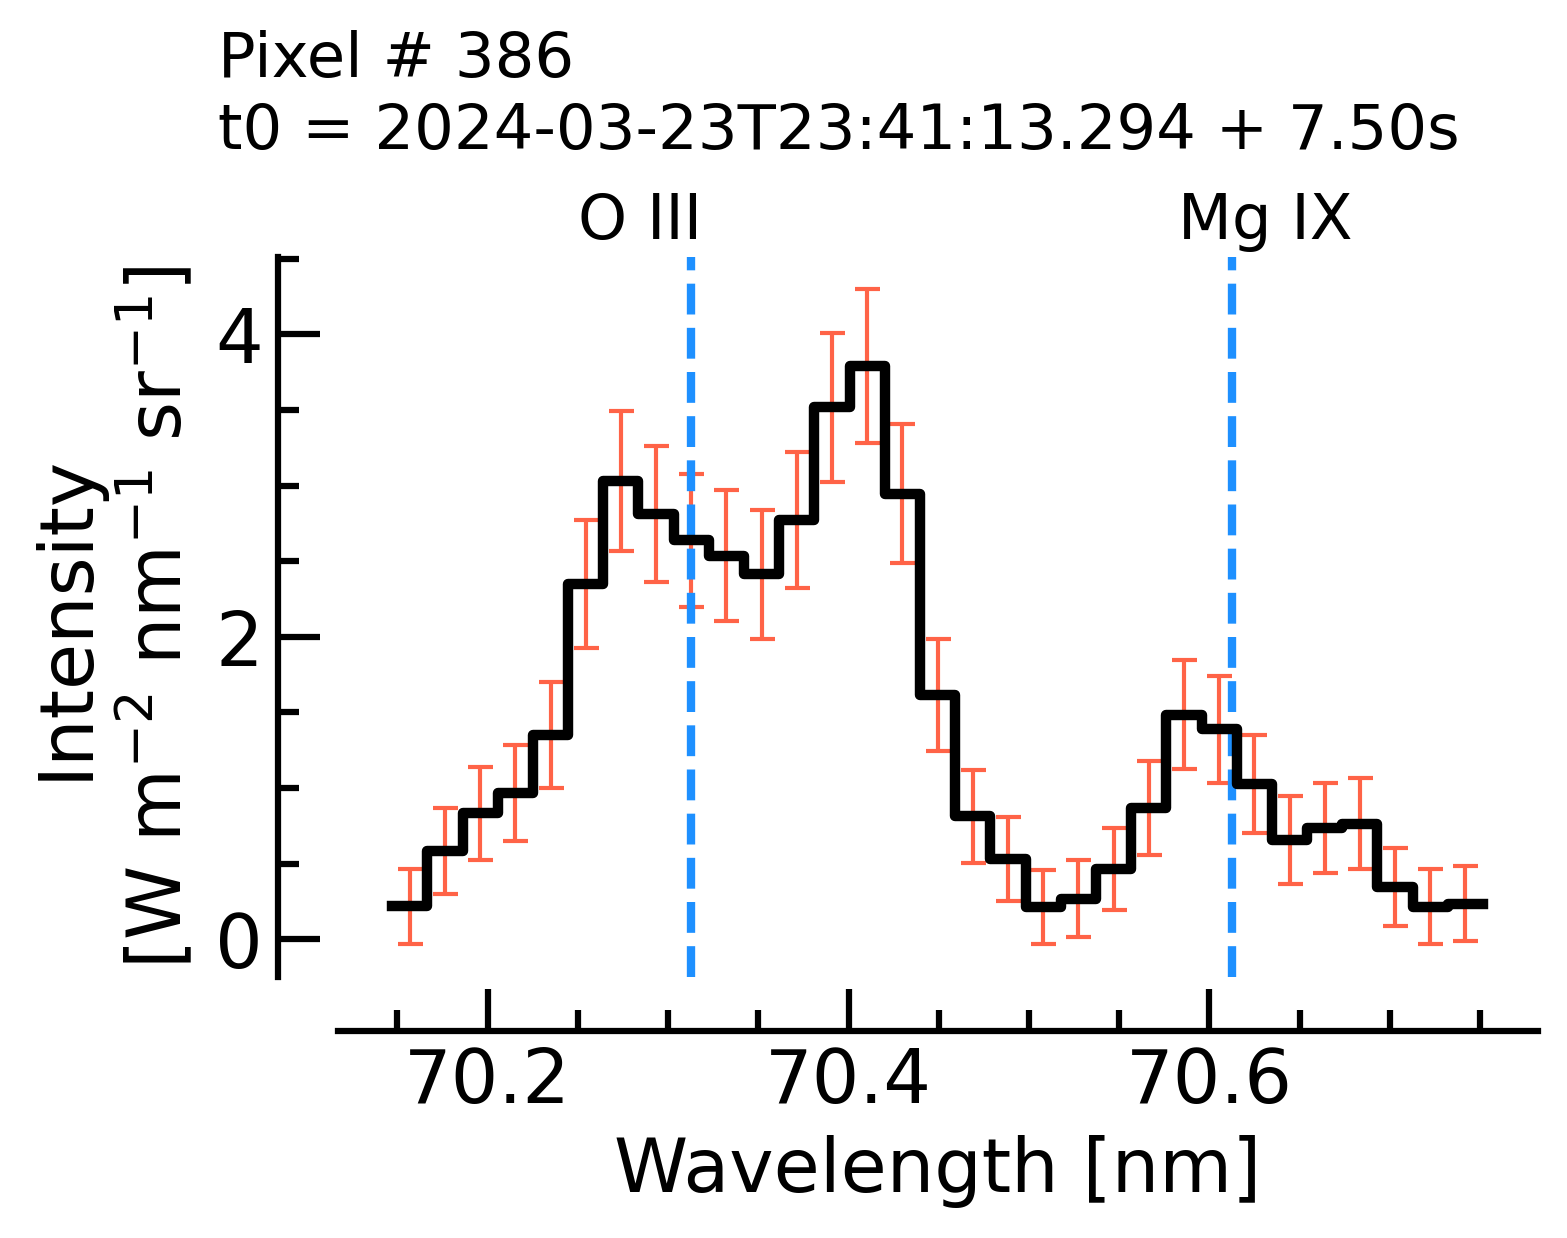 Pixel # 386
t0 = 2024-03-23T23:41:13.294 + 7.50s
O III
Mg IX
Intensity
[W m⁻² nm⁻¹ sr⁻¹]
4
2
0
70.2 70.4 70.6
Wavelength [nm]